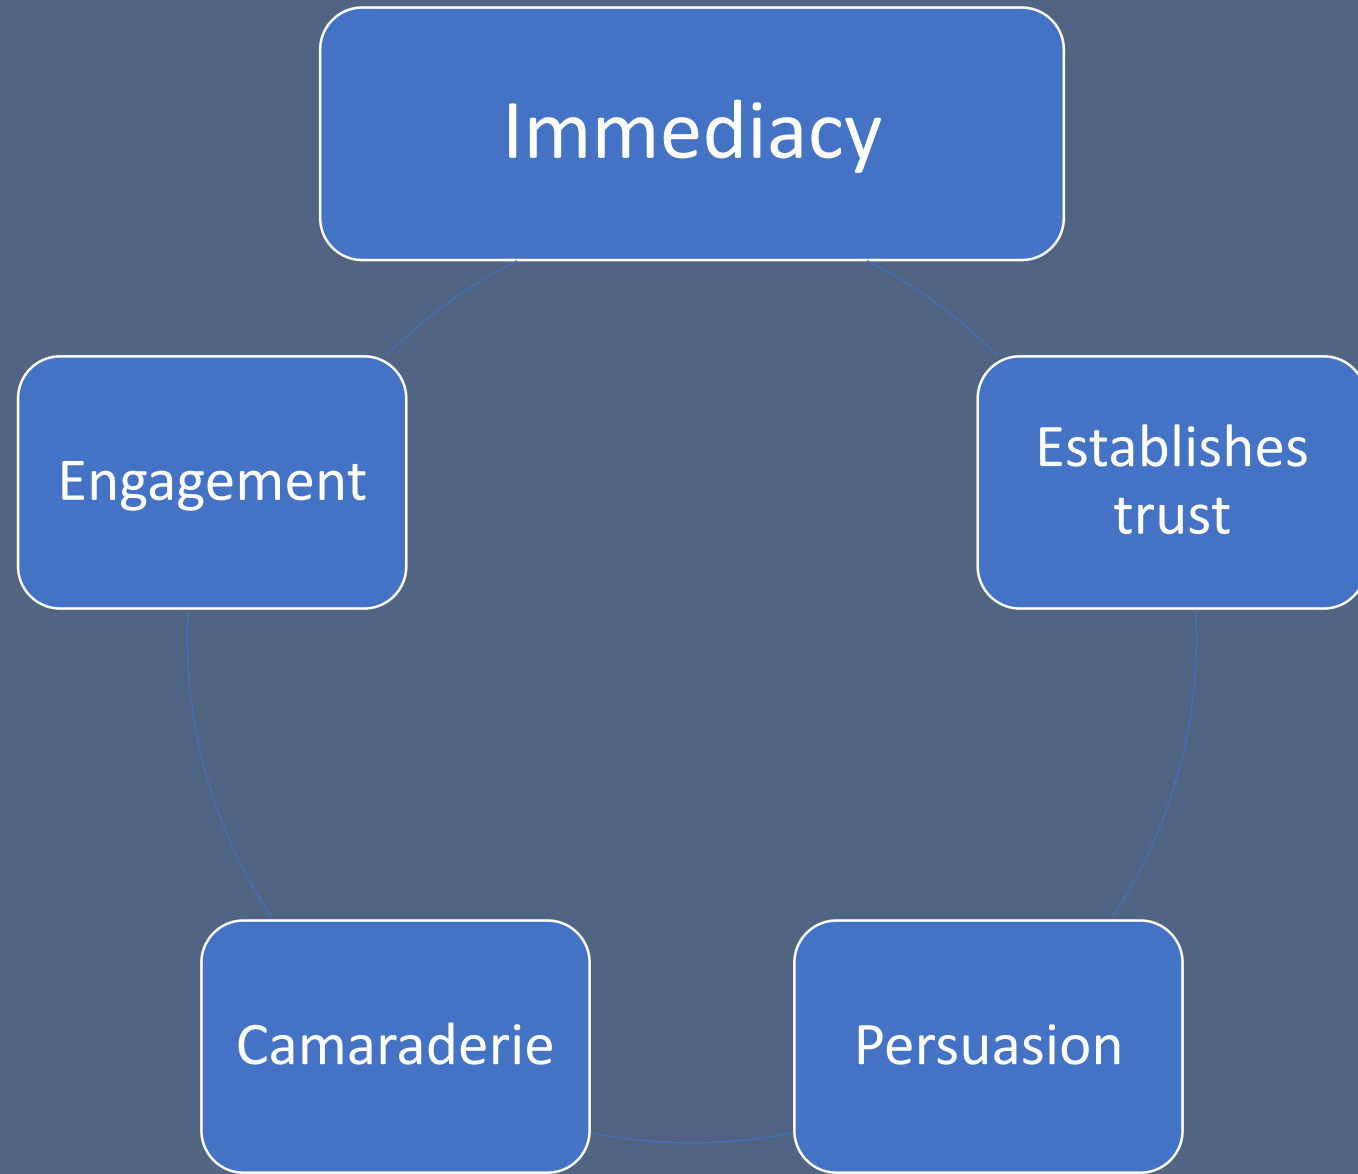 Immediacy
Engagement
Establishes
trust
Camaraderie
Persuasion